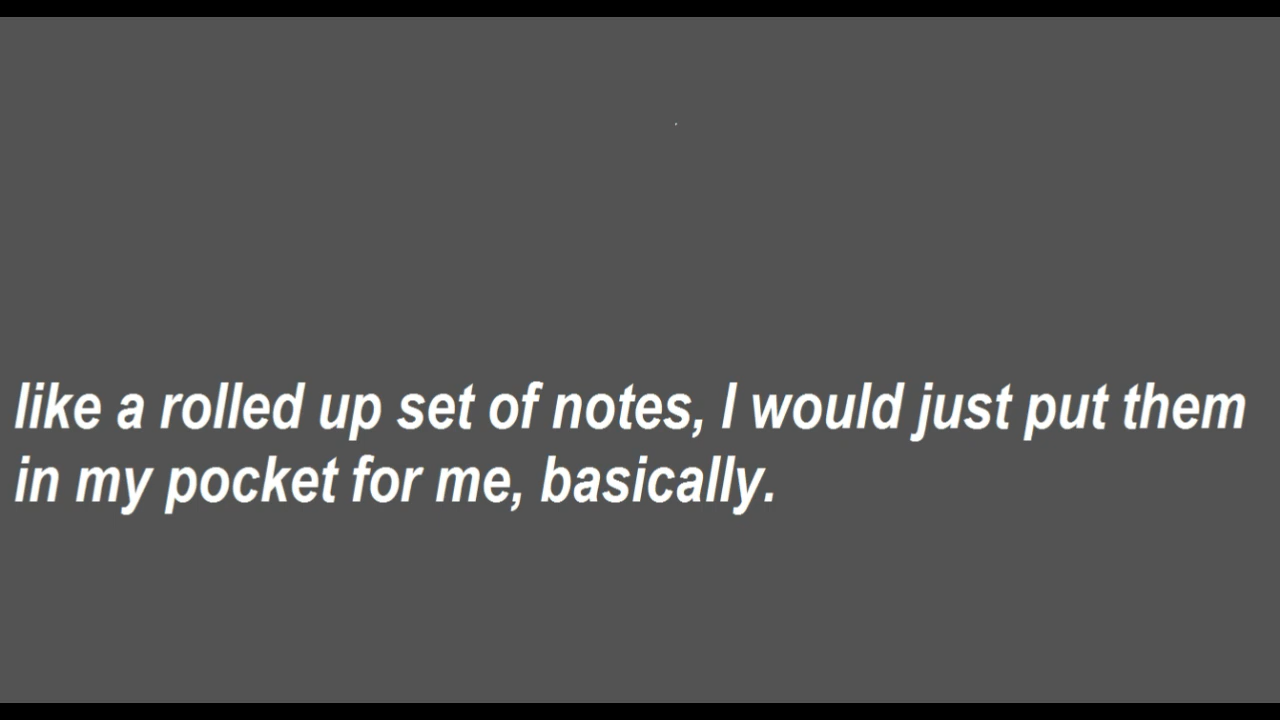 like a rolled up set of notes, I would just put them
in my pocket for me, basically.